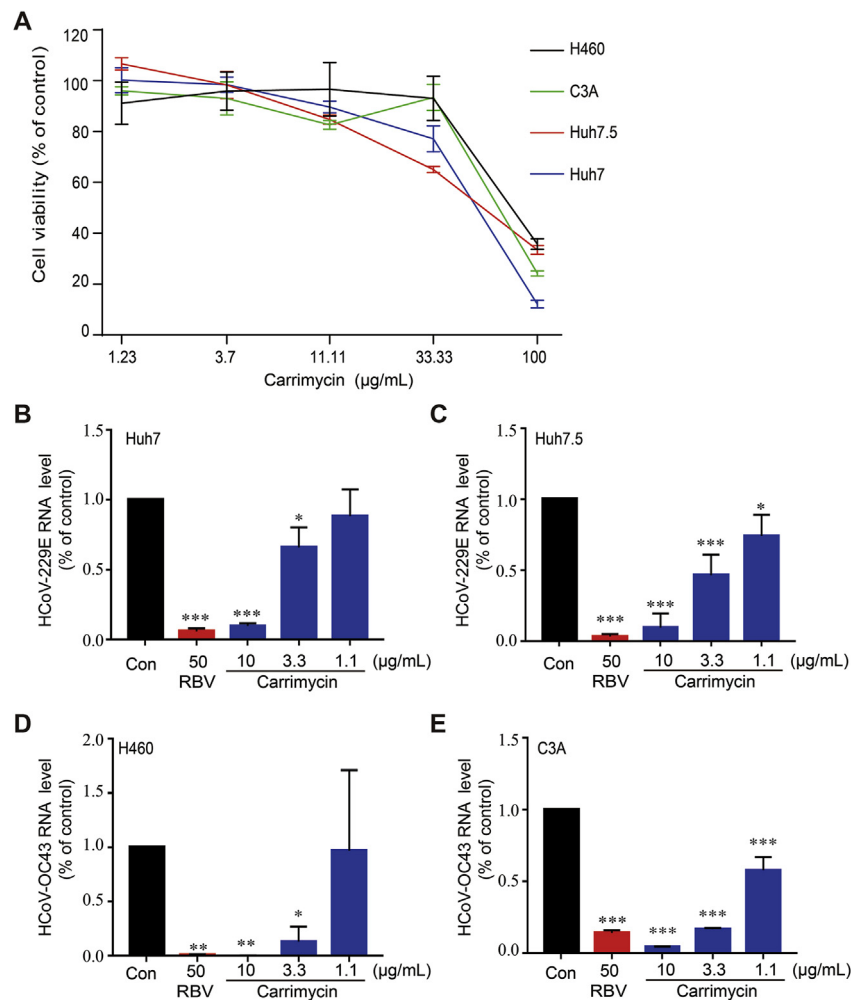 A
120
100
80
60
40
20
0
Cell viability (% of control)
1.23 3.7 11.11 33.33 100
Carrimycin (µg/mL)
H460
C3A
Huh7.5
Huh7
B
Huh7
HCoV-229E RNA level
(% of control)
1.5
1.0
0.5
0.0
***
***
*
Con 50 10 3.3 1.1 (µg/mL)
RBV Carrimycin
C
Huh7.5
HCoV-229E RNA level
(% of control)
1.5
1.0
0.5
0.0
***
***
***
*
Con 50 10 3.3 1.1 (µg/mL)
RBV Carrimycin
D
H460
HCoV-OC43 RNA level
(% of control)
2.0
1.5
1.0
0.5
0.0
**
**
*
Con 50 10 3.3 1.1 (µg/mL)
RBV Carrimycin
E
C3A
HCoV-OC43 RNA level
(% of control)
1.5
1.0
0.5
0.0
***
***
***
***
Con 50 10 3.3 1.1 (µg/mL)
RBV Carrimycin